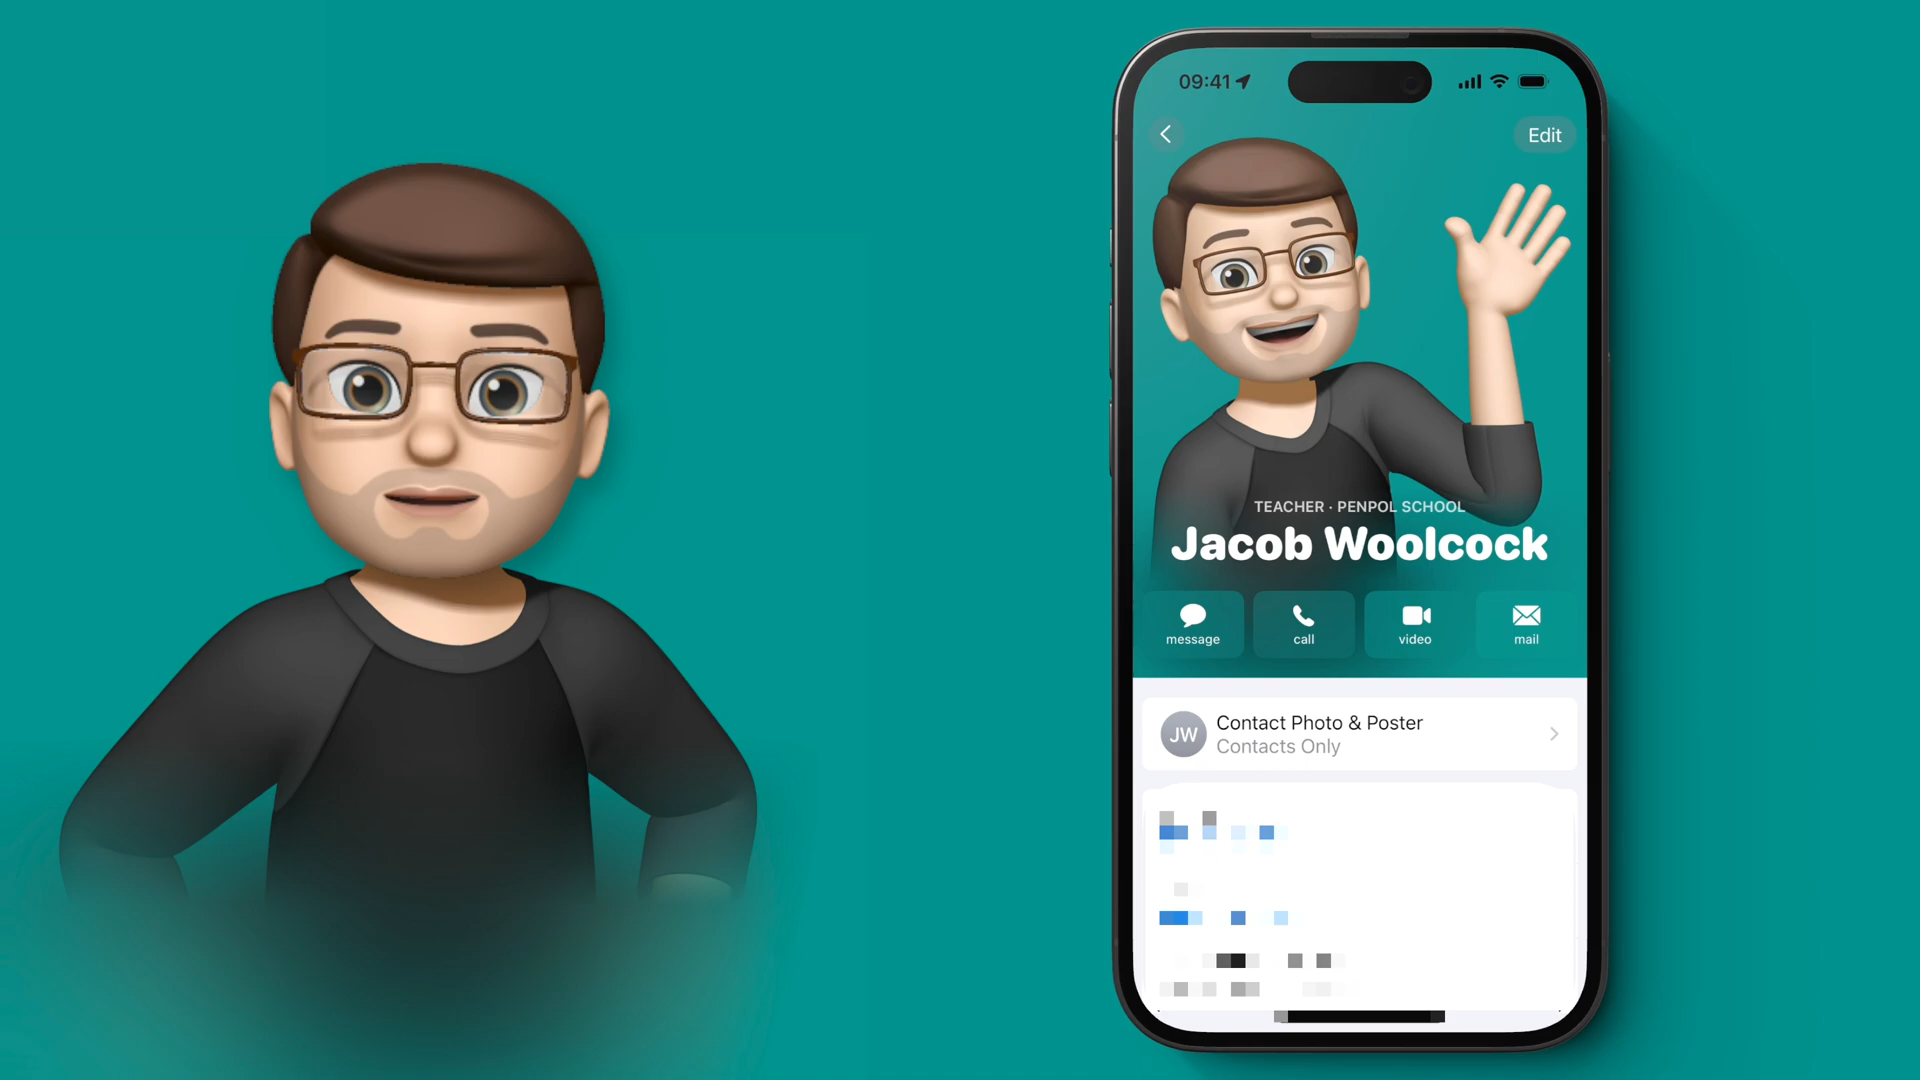 09:41
Edit
TEACHER · PENPOL SCHOOL
Jacob Woolcock
message
call
video
mail
JW
Contact Photo & Poster
Contacts Only